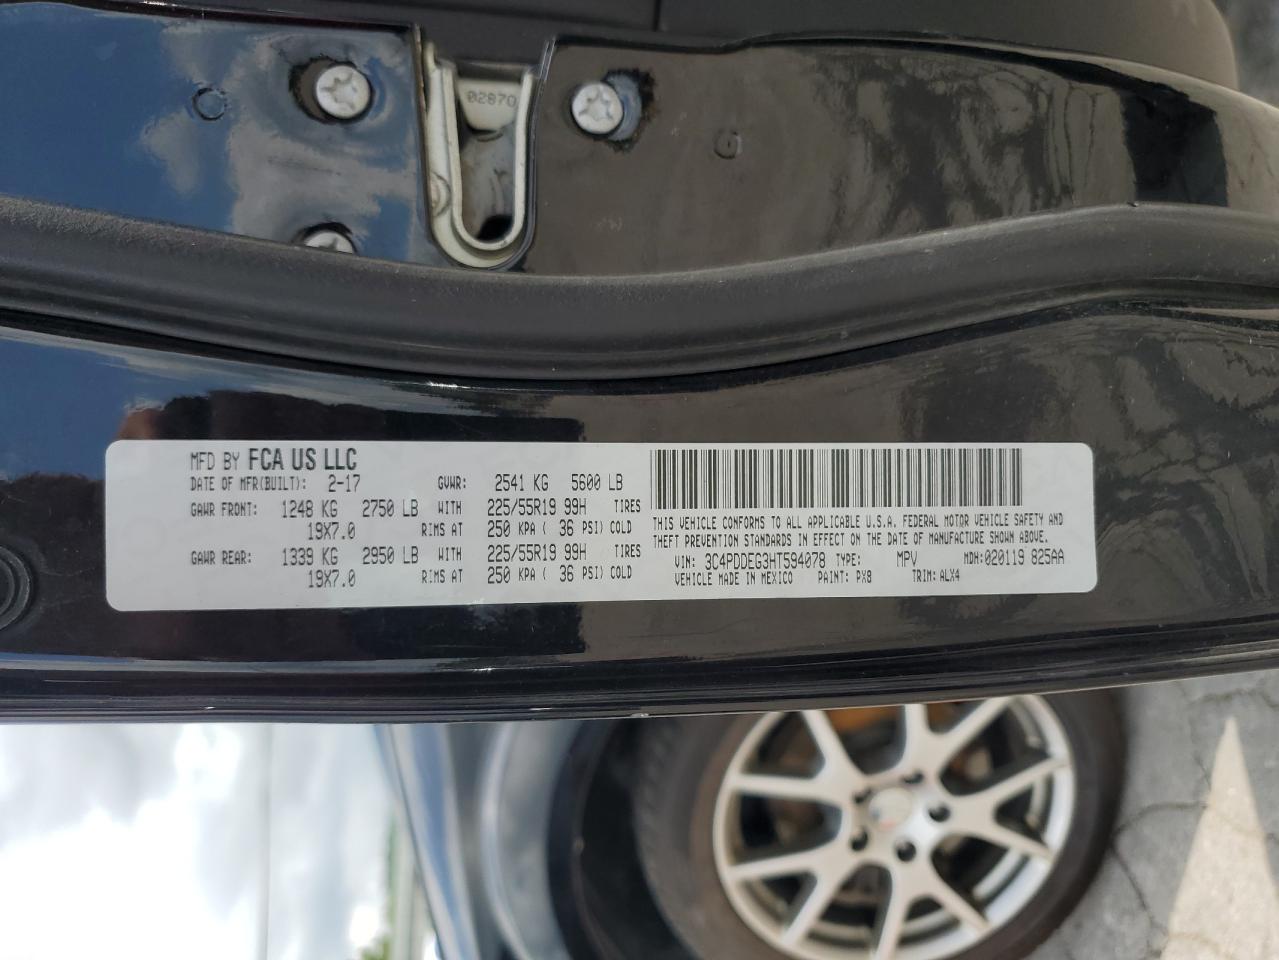 02870
MFD BY FCA US LLC
DATE OF MFR(BUILT): 2-17 GVWR: 2541 KG 5600 LB
GAWR FRONT: 1248 KG 2750 LB WITH 225/55R19 99H TIRES
19X7.0 RIMS AT 250 KPA ( 36 PSI) COLD
GAWR REAR: 1339 KG 2950 LB WITH 225/55R19 99H TIRES
19X7.0 RIMS AT 250 KPA ( 36 PSI) COLD
THIS VEHICLE CONFORMS TO ALL APPLICABLE U.S.A. FEDERAL MOTOR VEHICLE SAFETY AND
THEFT PREVENTION STANDARDS IN EFFECT ON THE DATE OF MANUFACTURE SHOWN ABOVE.
VIN: 3C4PDDEG3HT594078 TYPE: MPV MDH:020119 825AA
VEHICLE MADE IN MEXICO PAINT: PX8 TRIM: ALX4